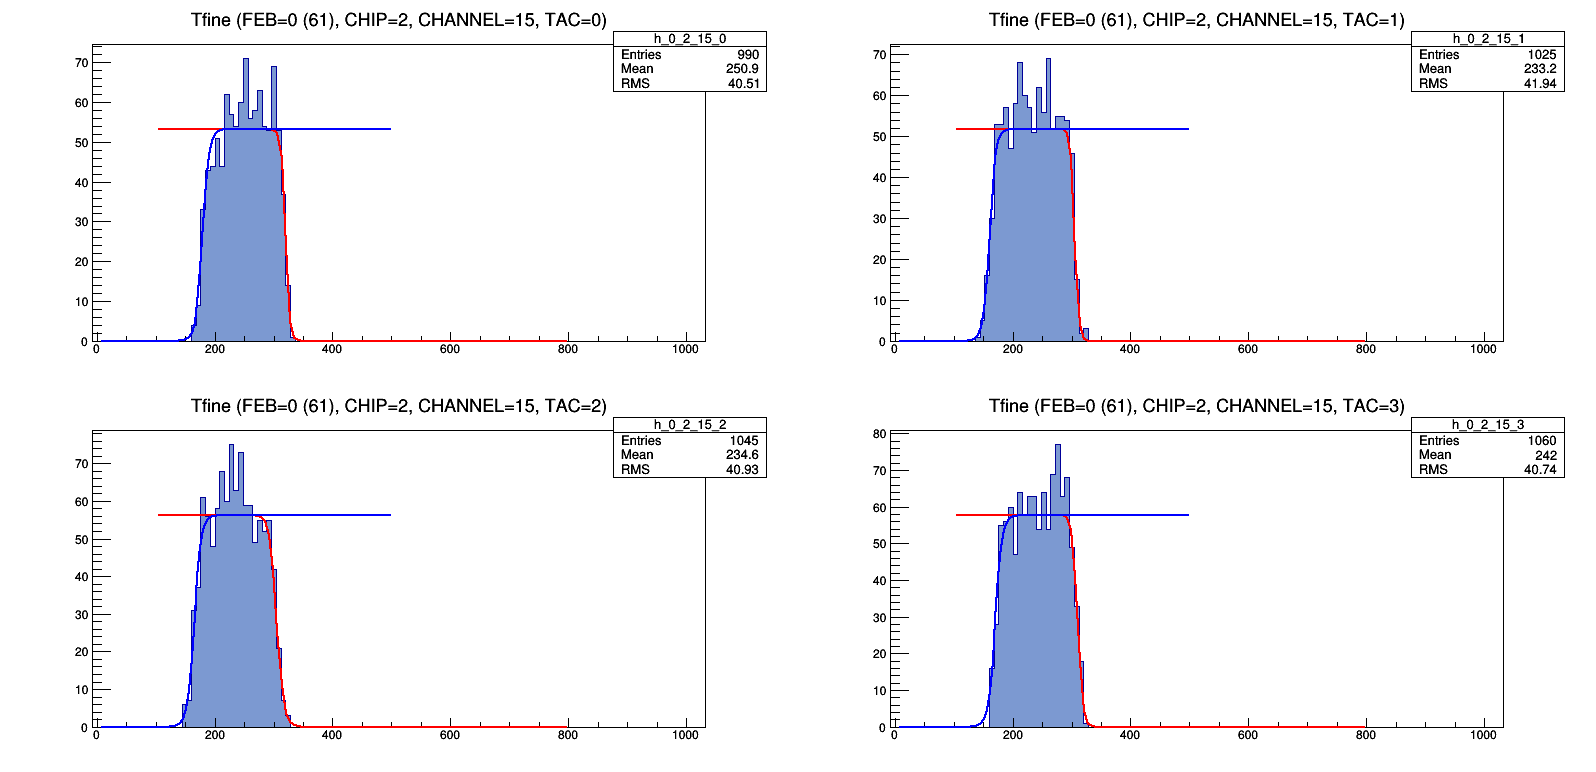 Tfine (FEB=0 (61), CHIP=2, CHANNEL=15, TAC=0)
h_0_2_15_0
Entries 990
Mean 250.9
RMS 40.51
70
60
50
40
30
20
10
0
0 200 400 600 800 1000
Tfine (FEB=0 (61), CHIP=2, CHANNEL=15, TAC=1)
h_0_2_15_1
Entries 1025
Mean 233.2
RMS 41.94
70
60
50
40
30
20
10
0
0 200 400 600 800 1000
Tfine (FEB=0 (61), CHIP=2, CHANNEL=15, TAC=2)
h_0_2_15_2
Entries 1045
Mean 234.6
RMS 40.93
70
60
50
40
30
20
10
0
0 200 400 600 800 1000
Tfine (FEB=0 (61), CHIP=2, CHANNEL=15, TAC=3)
h_0_2_15_3
Entries 1060
Mean 242
RMS 40.74
80
70
60
50
40
30
20
10
0
0 200 400 600 800 1000